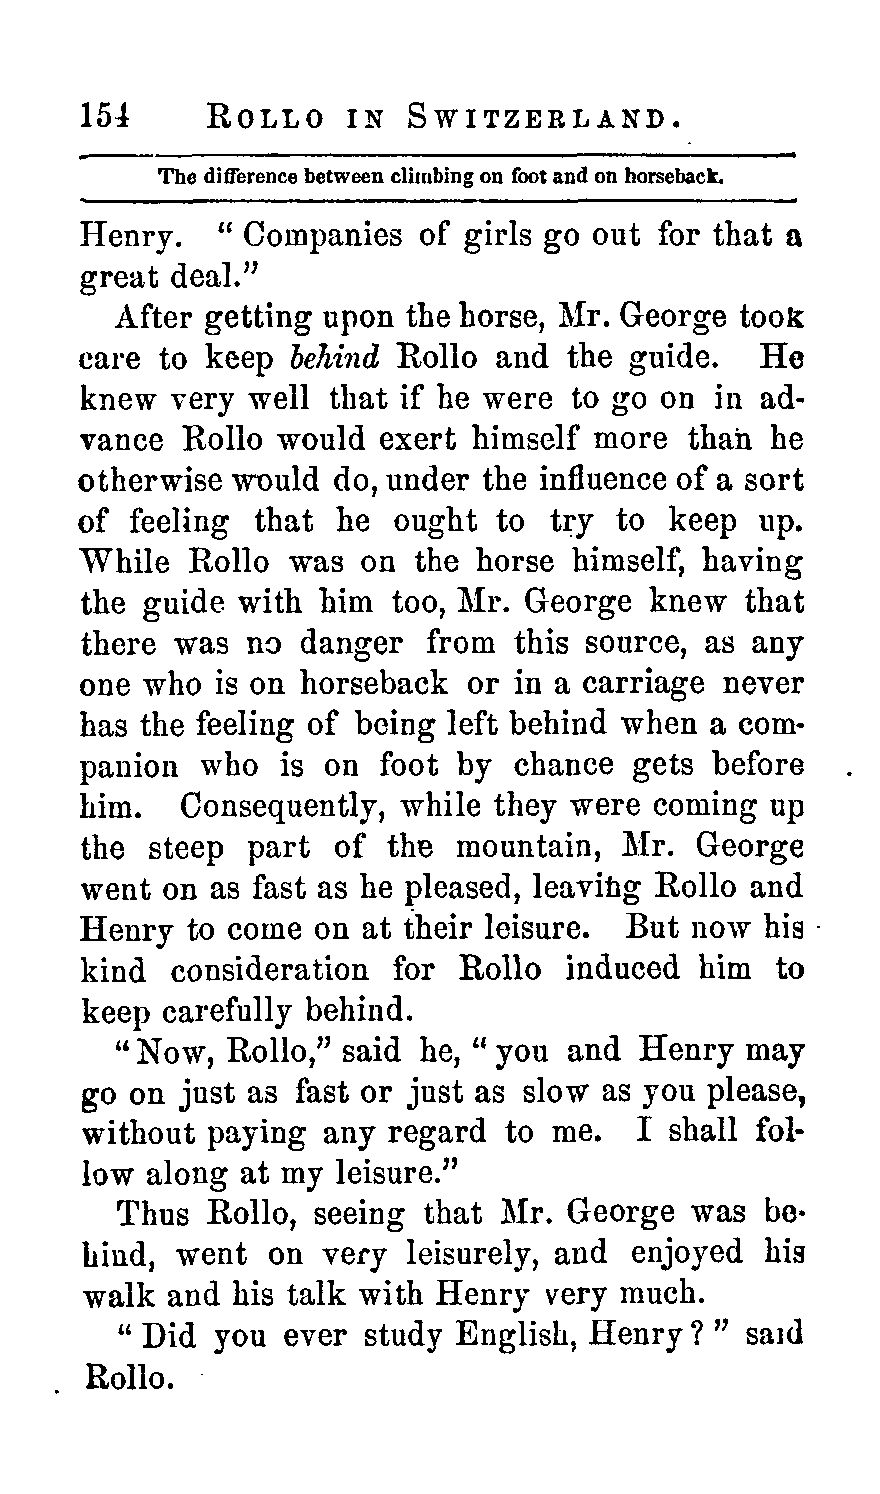 154 ROLLO IN SWITZERLAND.
The difference between climbing on foot and on horseback.
Henry. “ Companies of girls go out for that a
great deal.”
After getting upon the horse, Mr. George took
care to keep behind Rollo and the guide. He
knew very well that if he were to go on in ad-
vance Rollo would exert himself more than he
otherwise would do, under the influence of a sort
of feeling that he ought to try to keep up.
While Rollo was on the horse himself, having
the guide with him too, Mr. George knew that
there was no danger from this source, as any
one who is on horseback or in a carriage never
has the feeling of being left behind when a com-
panion who is on foot by chance gets before
him. Consequently, while they were coming up
the steep part of the mountain, Mr. George
went on as fast as he pleased, leaving Rollo and
Henry to come on at their leisure. But now his
kind consideration for Rollo induced him to
keep carefully behind.
“ Now, Rollo,” said he, “ you and Henry may
go on just as fast or just as slow as you please,
without paying any regard to me. I shall fol-
low along at my leisure.”
Thus Rollo, seeing that Mr. George was be-
hind, went on very leisurely, and enjoyed his
walk and his talk with Henry very much.
“ Did you ever study English, Henry ? ” said
Rollo.